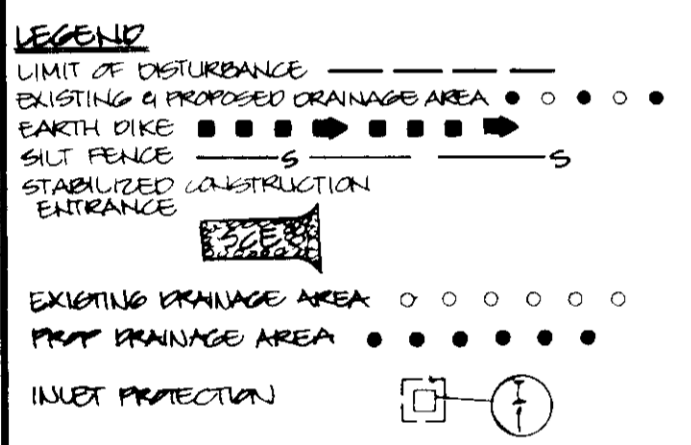 LEGEND
LIMIT OF DISTURBANCE
EXISTING & PROPOSED DRAINAGE AREA
EARTH DIKE
SILT FENCE S S
STABILIZED CONSTRUCTION
ENTRANCE
SCE
EXISTING DRAINAGE AREA
PROP DRAINAGE AREA
INLET PROTECTION
I